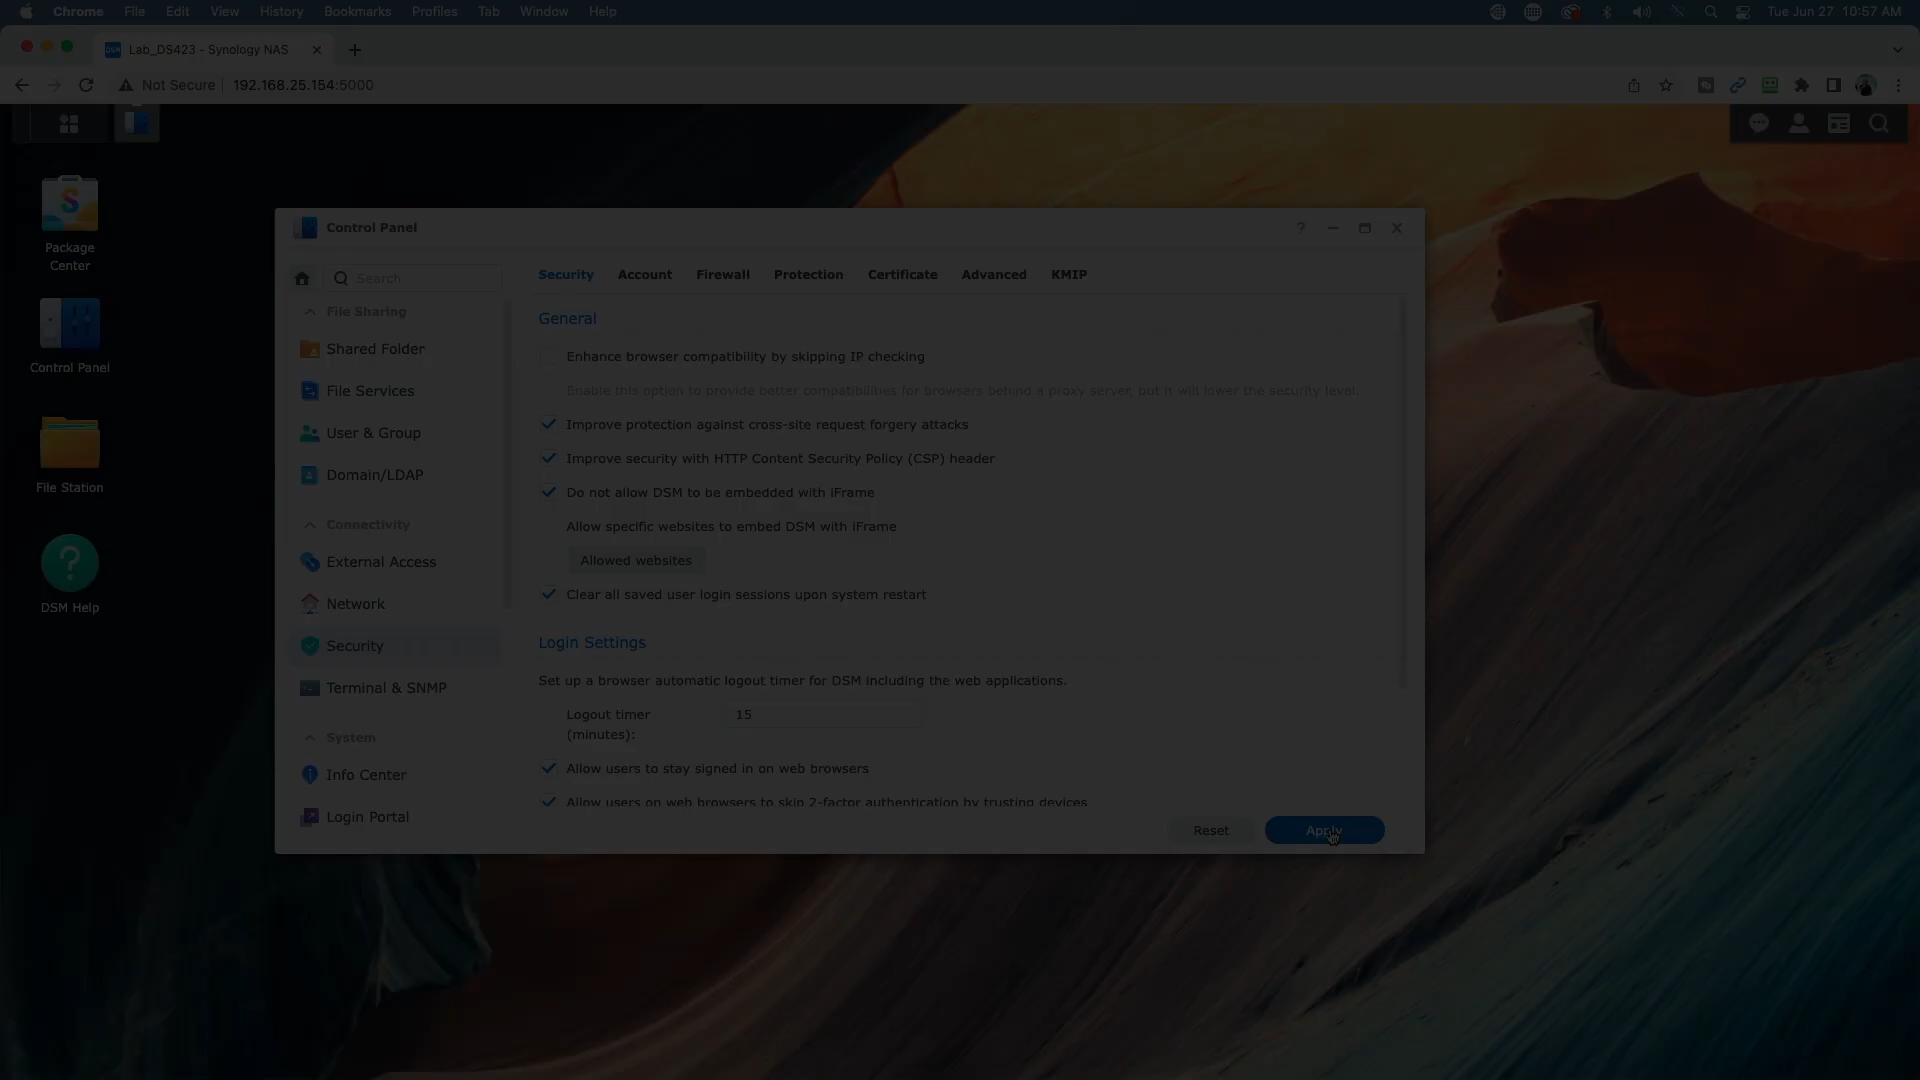 Chrome File Edit View History Bookmarks Profiles Tab Window Help Tue Jun 27 10:57 AM
Lab_DS423 - Synology NAS
Not Secure 192.168.25.154:5000
Package
Center
Control Panel
File Station
DSM Help
Control Panel
Search
File Sharing
Shared Folder
File Services
User & Group
Domain/LDAP
Connectivity
External Access
Network
Security
Terminal & SNMP
System
Info Center
Login Portal
Security Account Firewall Protection Certificate Advanced KMIP
General
Enhance browser compatibility by skipping IP checking
Enable this option to provide better compatibilities for browsers behind a proxy server, but it will lower the security level.
Improve protection against cross-site request forgery attacks
Improve security with HTTP Content Security Policy (CSP) header
Do not allow DSM to be embedded with iFrame
Allow specific websites to embed DSM with iFrame
Allowed websites
Clear all saved user login sessions upon system restart
Login Settings
Set up a browser automatic logout timer for DSM including the web applications.
Logout timer 15
(minutes):
Allow users to stay signed in on web browsers
Allow users on web browsers to skip 2-factor authentication by trusting devices
Reset Apply